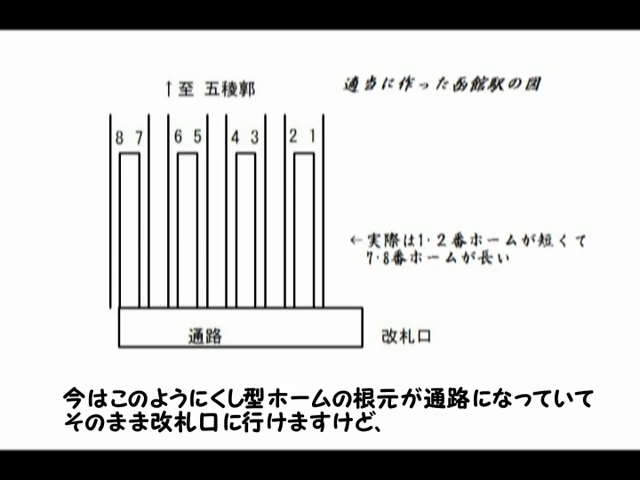 ↑至 五稜郭
適当に作った函館駅の図
8 7 6 5 4 3 2 1
←実際は1・2番ホームが短くて
7・8番ホームが長い
通路
改札口
今はこのようにくし型ホームの根元が通路になっていて
そのまま改札口に行けますけど、